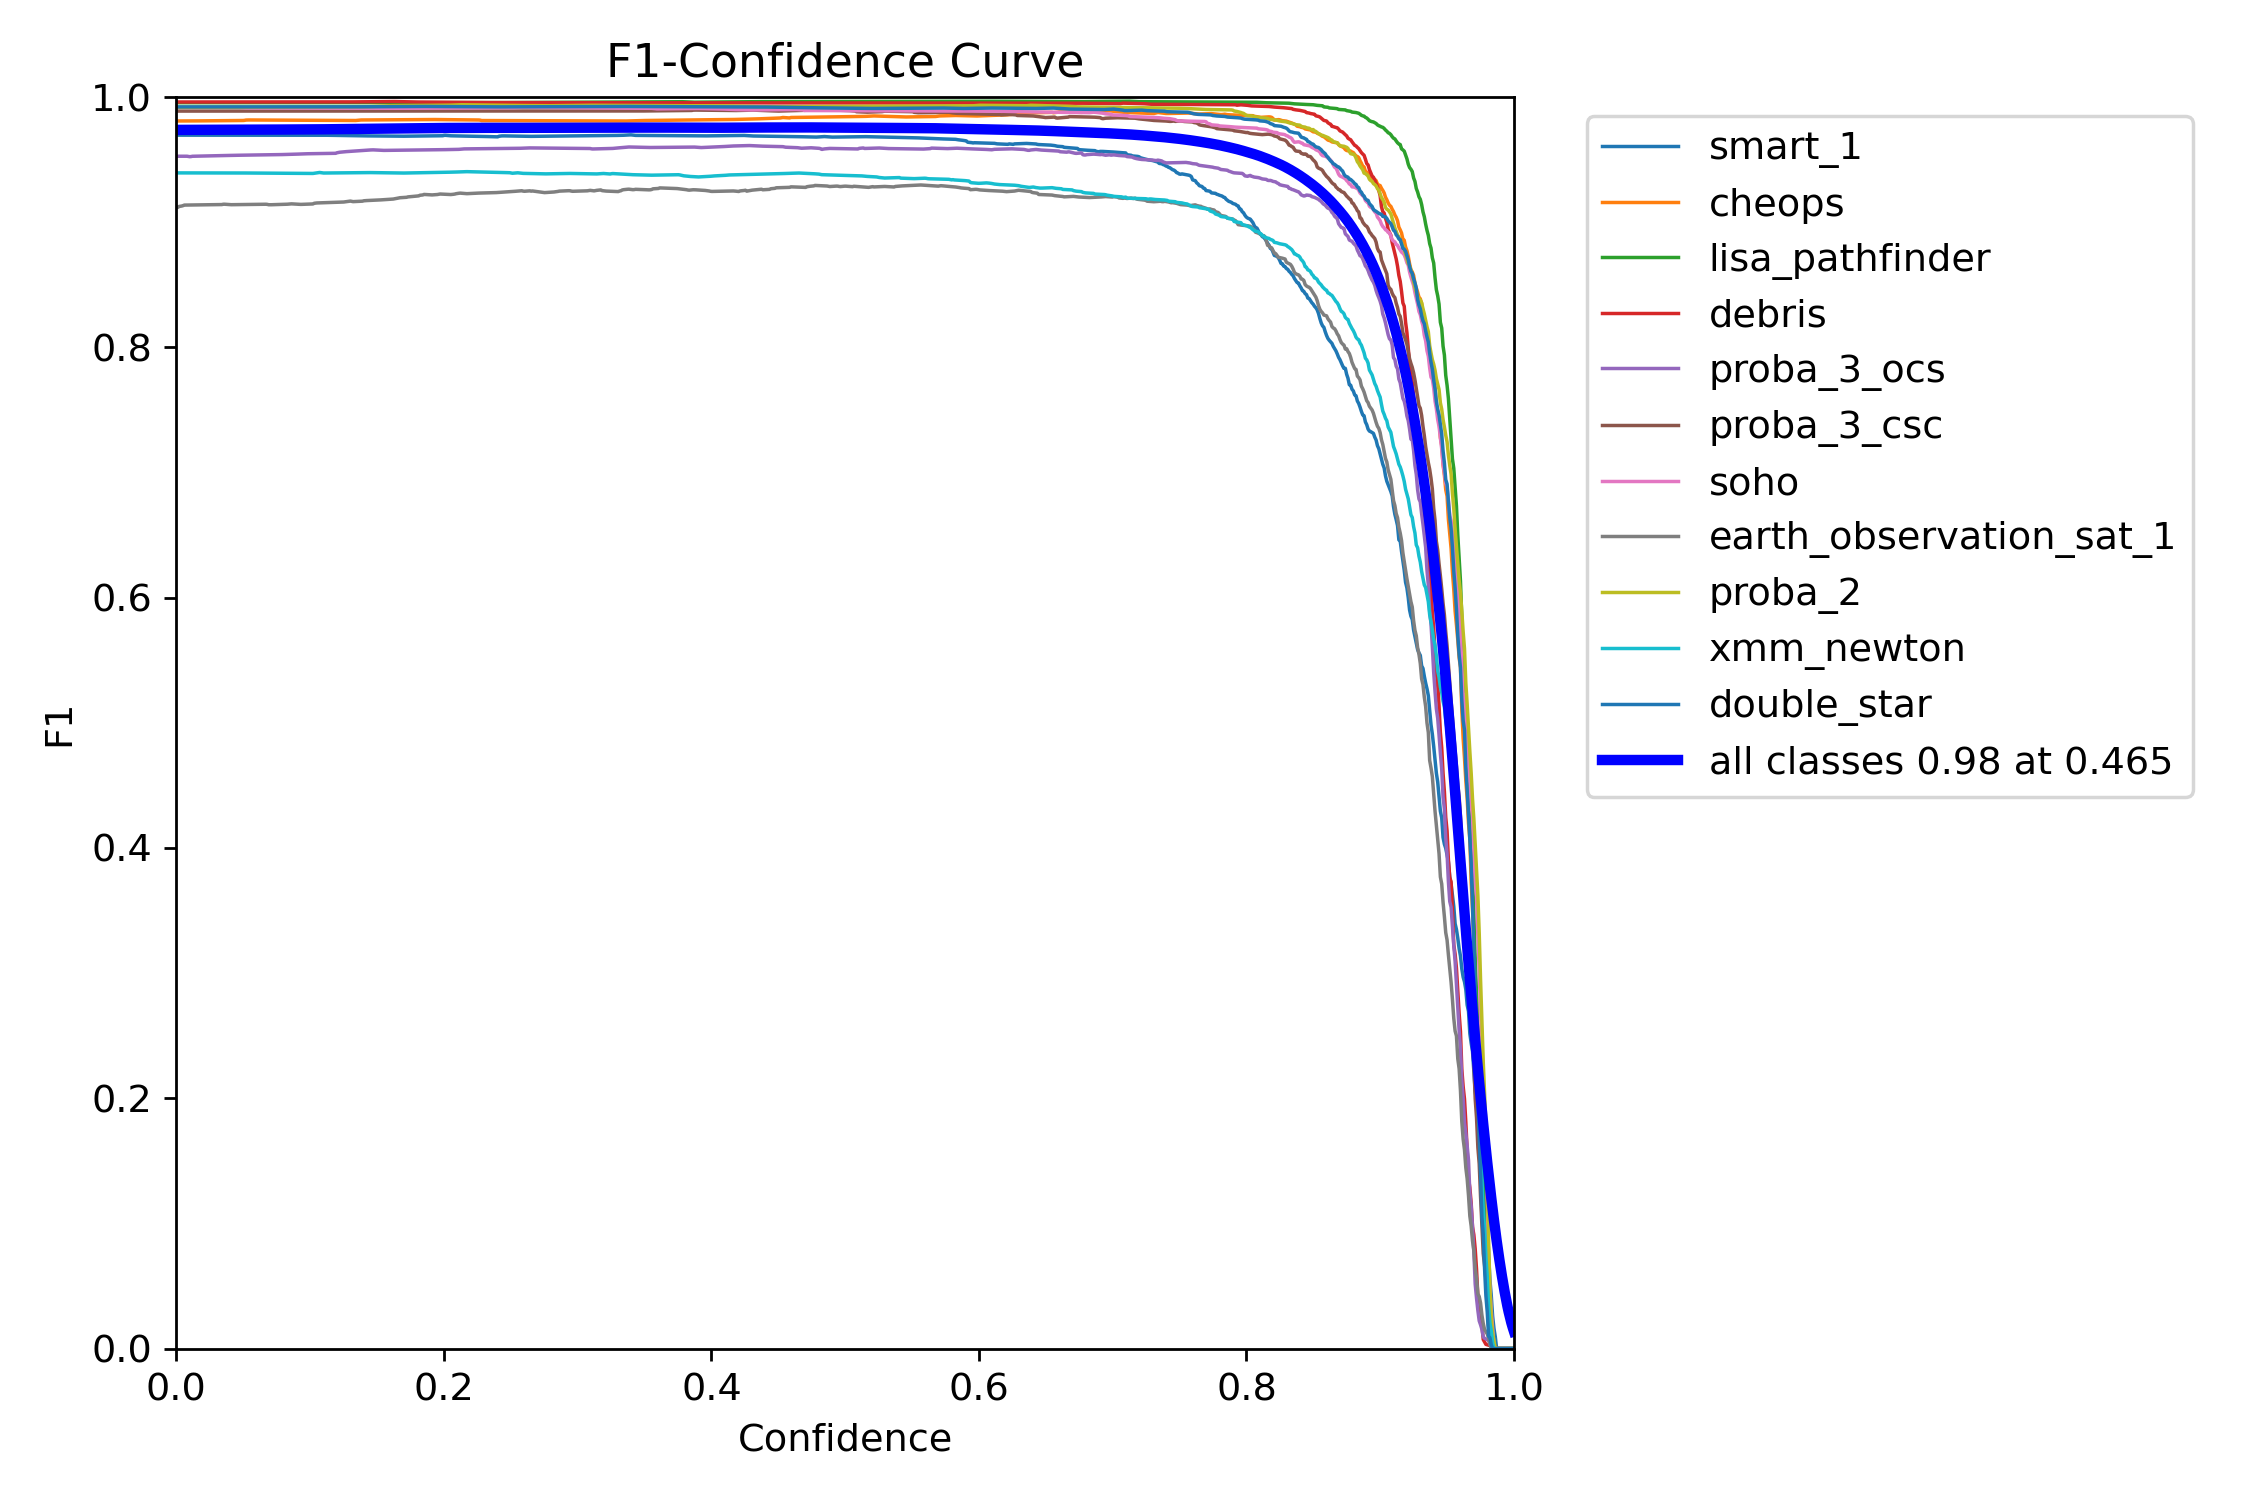 F1-Confidence Curve
1.0
0.8
0.6
0.4
0.2
0.0
F1
0.0 0.2 0.4 0.6 0.8 1.0
Confidence
smart_1
cheops
lisa_pathfinder
debris
proba_3_ocs
proba_3_csc
soho
earth_observation_sat_1
proba_2
xmm_newton
double_star
all classes 0.98 at 0.465